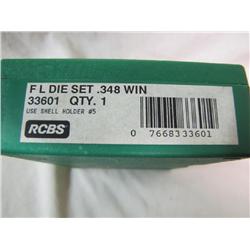 F L DIE SET .348 WIN
33601 QTY. 1
USE SHELL HOLDER #5
RCBS
0 7668333601